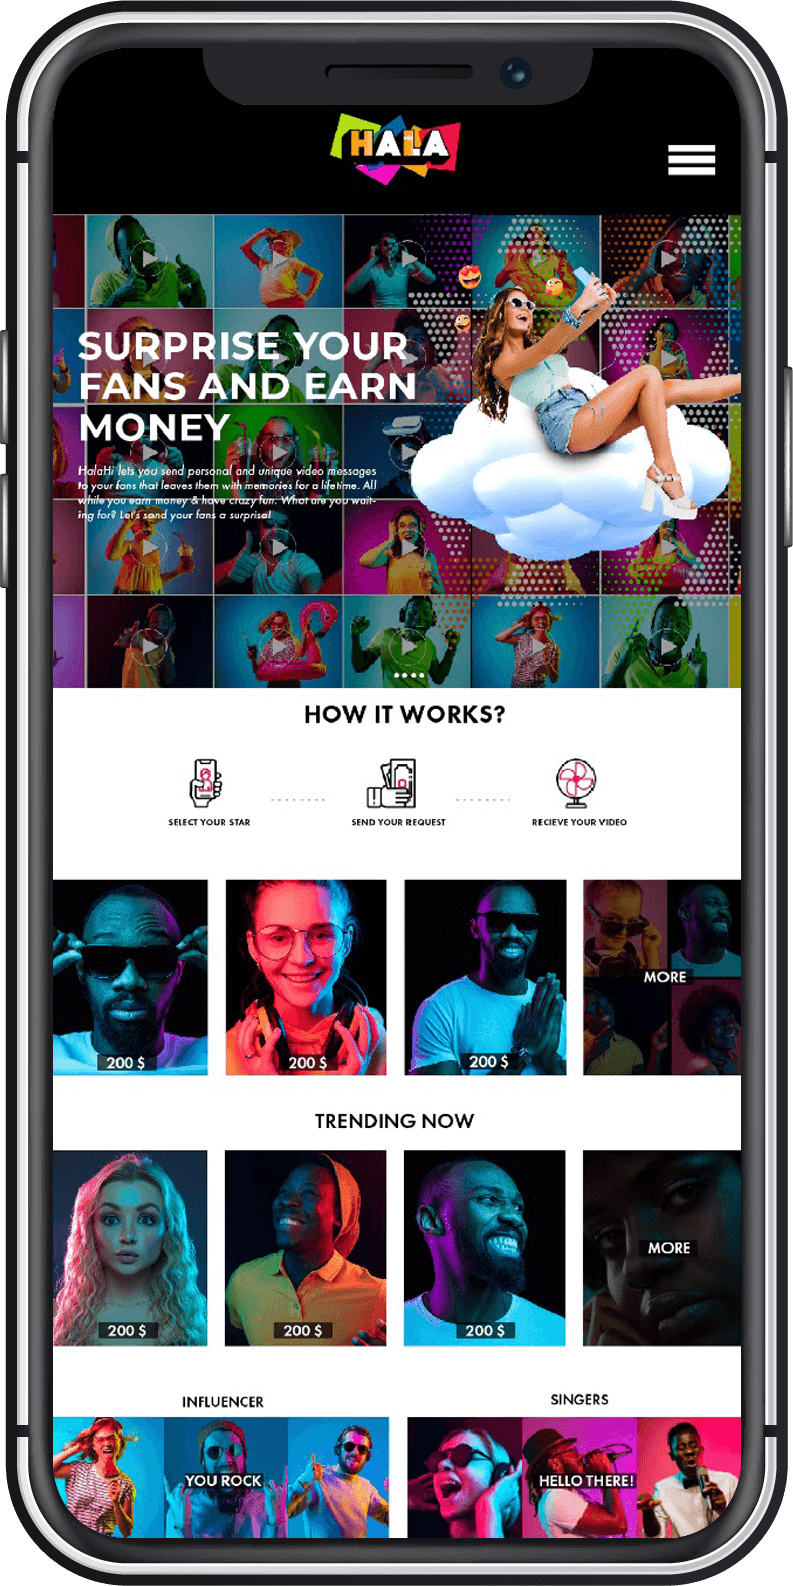 HALA
SURPRISE YOUR
FANS AND EARN
MONEY
HalaHi lets you send personal and unique video messages
to your fans that leaves them with memories for a lifetime. All
while you earn money & have crazy fun. What are you wait-
ing for? Let's send your fans a surprise!
HOW IT WORKS?
SELECT YOUR STAR
SEND YOUR REQUEST
RECIEVE YOUR VIDEO
200 $
200 $
200 $
MORE
TRENDING NOW
200 $
200 $
200 $
MORE
INFLUENCER
SINGERS
YOU ROCK
HELLO THERE!